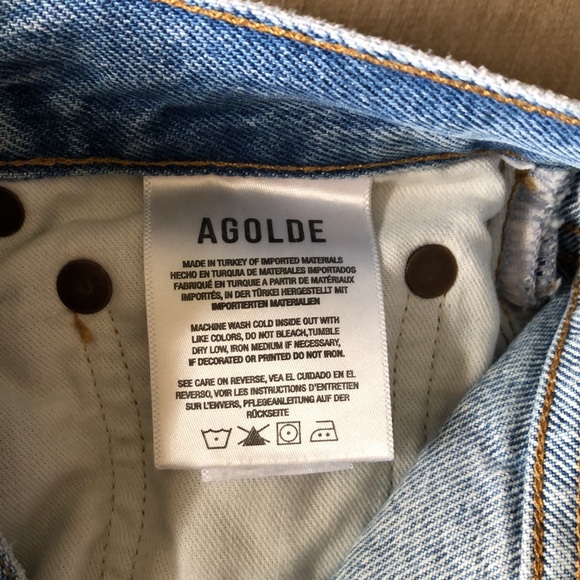 AGOLDE
MADE IN TURKEY OF IMPORTED MATERIALS
HECHO EN TURQUIA DE MATERIALES IMPORTADOS
FABRIQUÉ EN TURQUIE A PARTIR DE MATÉRIAUX
IMPORTÉS, IN DER TÜRKEI HERGESTELLT MIT
IMPORTIERTEN MATERIALIEN
MACHINE WASH COLD INSIDE OUT WITH
LIKE COLORS, DO NOT BLEACH,TUMBLE
DRY LOW, IRON MEDIUM IF NECESSARY,
IF DECORATED OR PRINTED DO NOT IRON.
SEE CARE ON REVERSE, VEA EL CUIDADO EN EL
REVERSO, VOIR LES INSTRUCTIONS D'ENTRETIEN
SUR L'ENVERS, PFLEGEANLEITUNG AUF DER
RÜCKSEITE